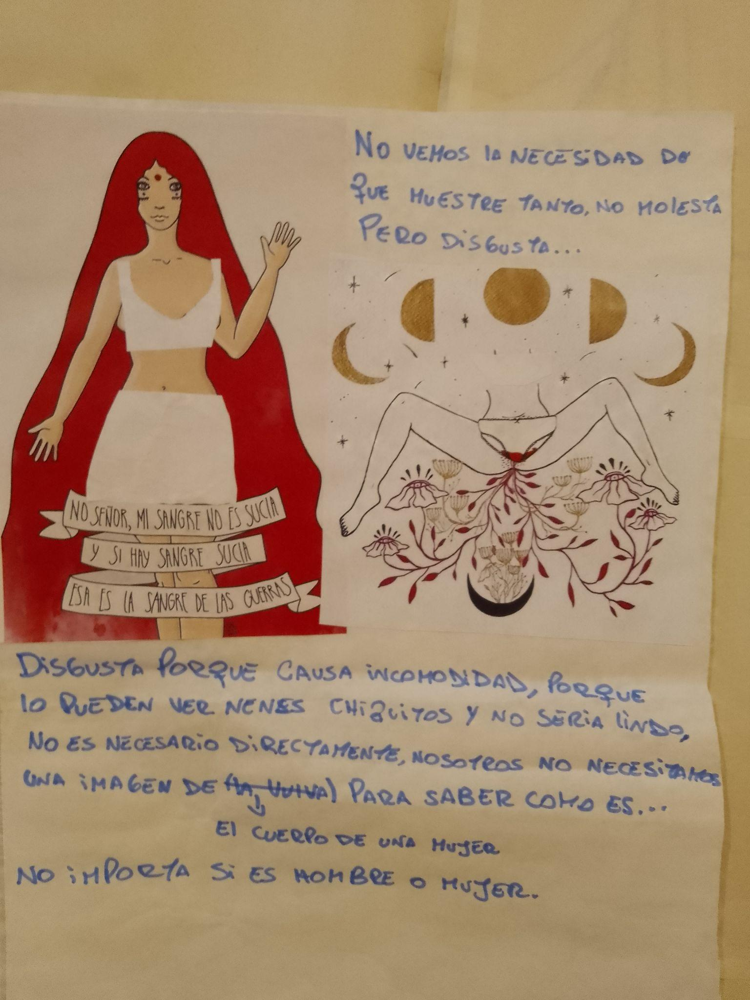 NO VEMOS LA NECESIDAD DE
QUE MUESTRE TANTO, NO MOLESTA
PERO DISGUSTA...
NO SEÑOR, MI SANGRE NO ES SUCIA
Y SI HAY SANGRE SUCIA
ESA ES LA SANGRE DE LAS GUERRAS
DISGUSTA PORQUE CAUSA INCOMODIDAD, PORQUE
LO PUEDEN VER NENES CHIQUITOS Y NO SERIA LINDO,
NO ES NECESARIO DIRECTAMENTE, NOSOTROS NO NECESITAMOS
UNA IMAGEN DE (LA VULVA) PARA SABER COMO ES...
EL CUERPO DE UNA MUJER
NO IMPORTA SI ES HOMBRE O MUJER.